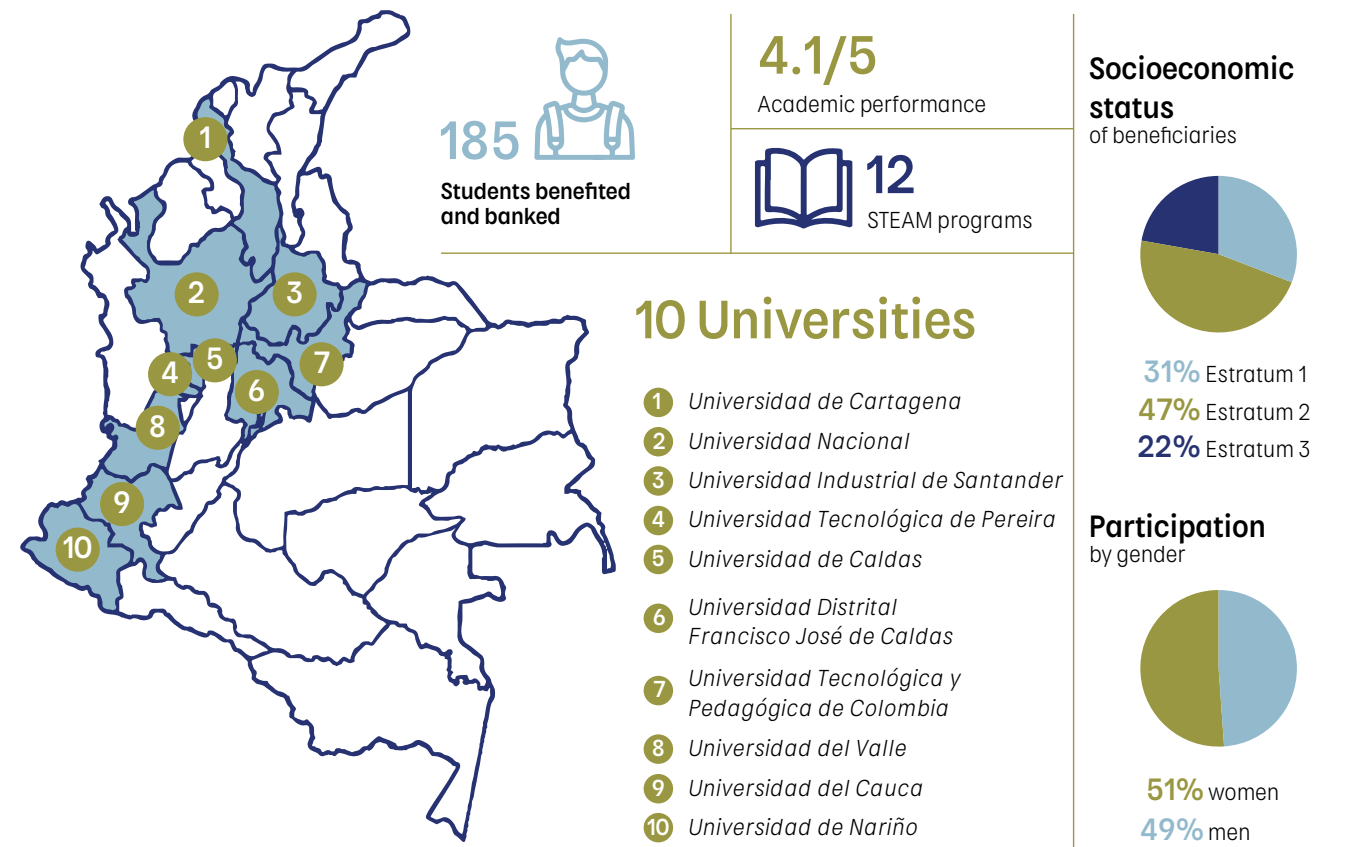 1
2
3
4
5
6
7
8
9
10
185
Students benefited
and banked
4.1/5
Academic performance
12
STEAM programs
10 Universities
1 Universidad de Cartagena
2 Universidad Nacional
3 Universidad Industrial de Santander
4 Universidad Tecnológica de Pereira
5 Universidad de Caldas
6 Universidad Distrital
Francisco José de Caldas
7 Universidad Tecnológica y
Pedagógica de Colombia
8 Universidad del Valle
9 Universidad del Cauca
10 Universidad de Nariño
Socioeconomic
status
of beneficiaries
31% Estratum 1
47% Estratum 2
22% Estratum 3
Participation
by gender
51% women
49% men